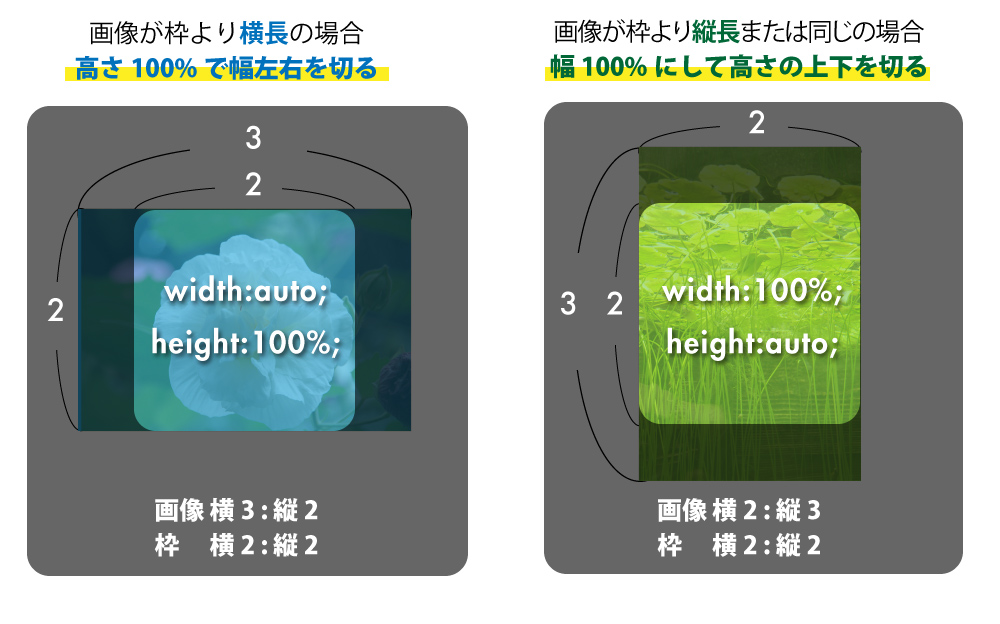 画像が枠より横長の場合
高さ 100% で幅左右を切る
3
2
2
width:auto;
height:100%;
画像 横 3 : 縦 2
枠 横 2 : 縦 2
画像が枠より縦長または同じの場合
幅 100% にして高さの上下を切る
2
3 2
width:100%;
height:auto;
画像 横 2 : 縦 3
枠 横 2 : 縦 2